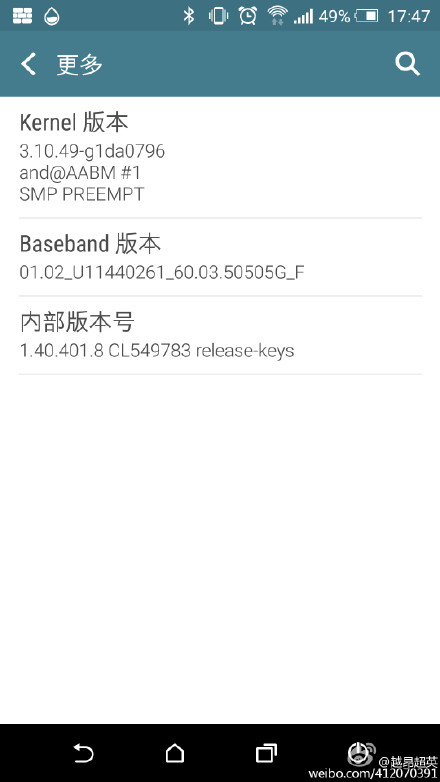 49% 17:47
更多
Kernel 版本
3.10.49-g1da0796
and@AABM #1
SMP PREEMPT
Baseband 版本
01.02_U11440261_60.03.50505G_F
内部版本号
1.40.401.8 CL549783 release-keys
@越昂超英
weibo.com/412070391